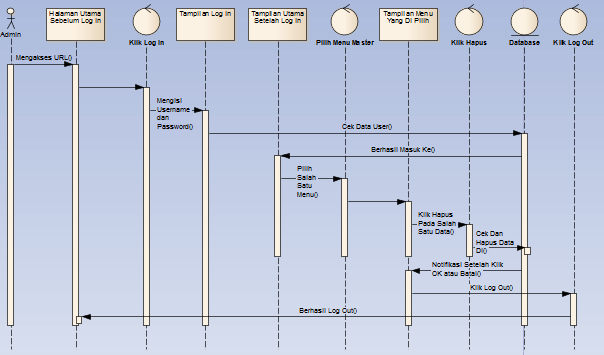 Admin
Halaman Utama
Sebelum Log In
Klik Log In
Tampilan Log In
Tampilan Utama
Setelah Log In
Pilih Menu Master
Tampilan Menu
Yang Di Pilih
Klik Hapus
Database
Klik Log Out
Mengakses URL()
Mengisi
Username
dan
Password()
Cek Data User()
Berhasil Masuk Ke()
Pilih
Salah
Satu
Menu()
Klik Hapus
Pada Salah
Satu Data()
Cek Dan
Hapus Data
Di()
Notifikasi Setelah Klik
OK atau Batal()
Klik Log Out()
Berhasil Log Out()